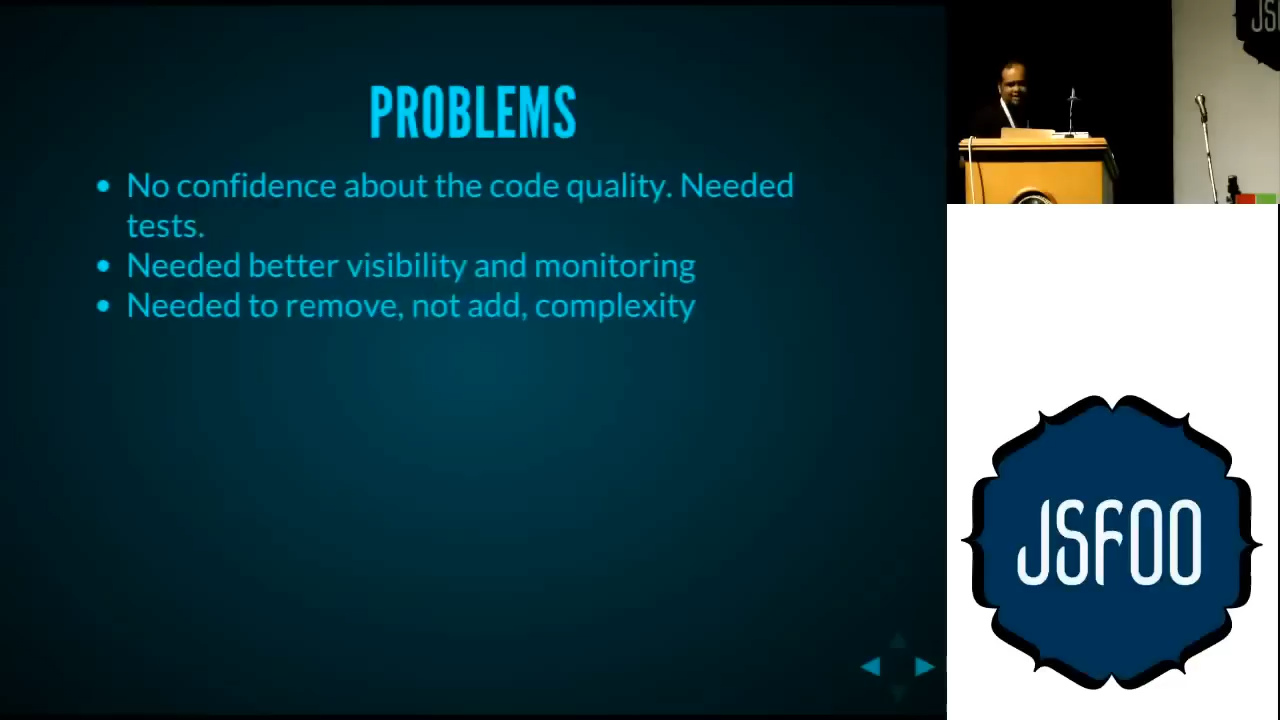 PROBLEMS
No confidence about the code quality. Needed
tests.
Needed better visibility and monitoring
Needed to remove, not add, complexity
JSFOO